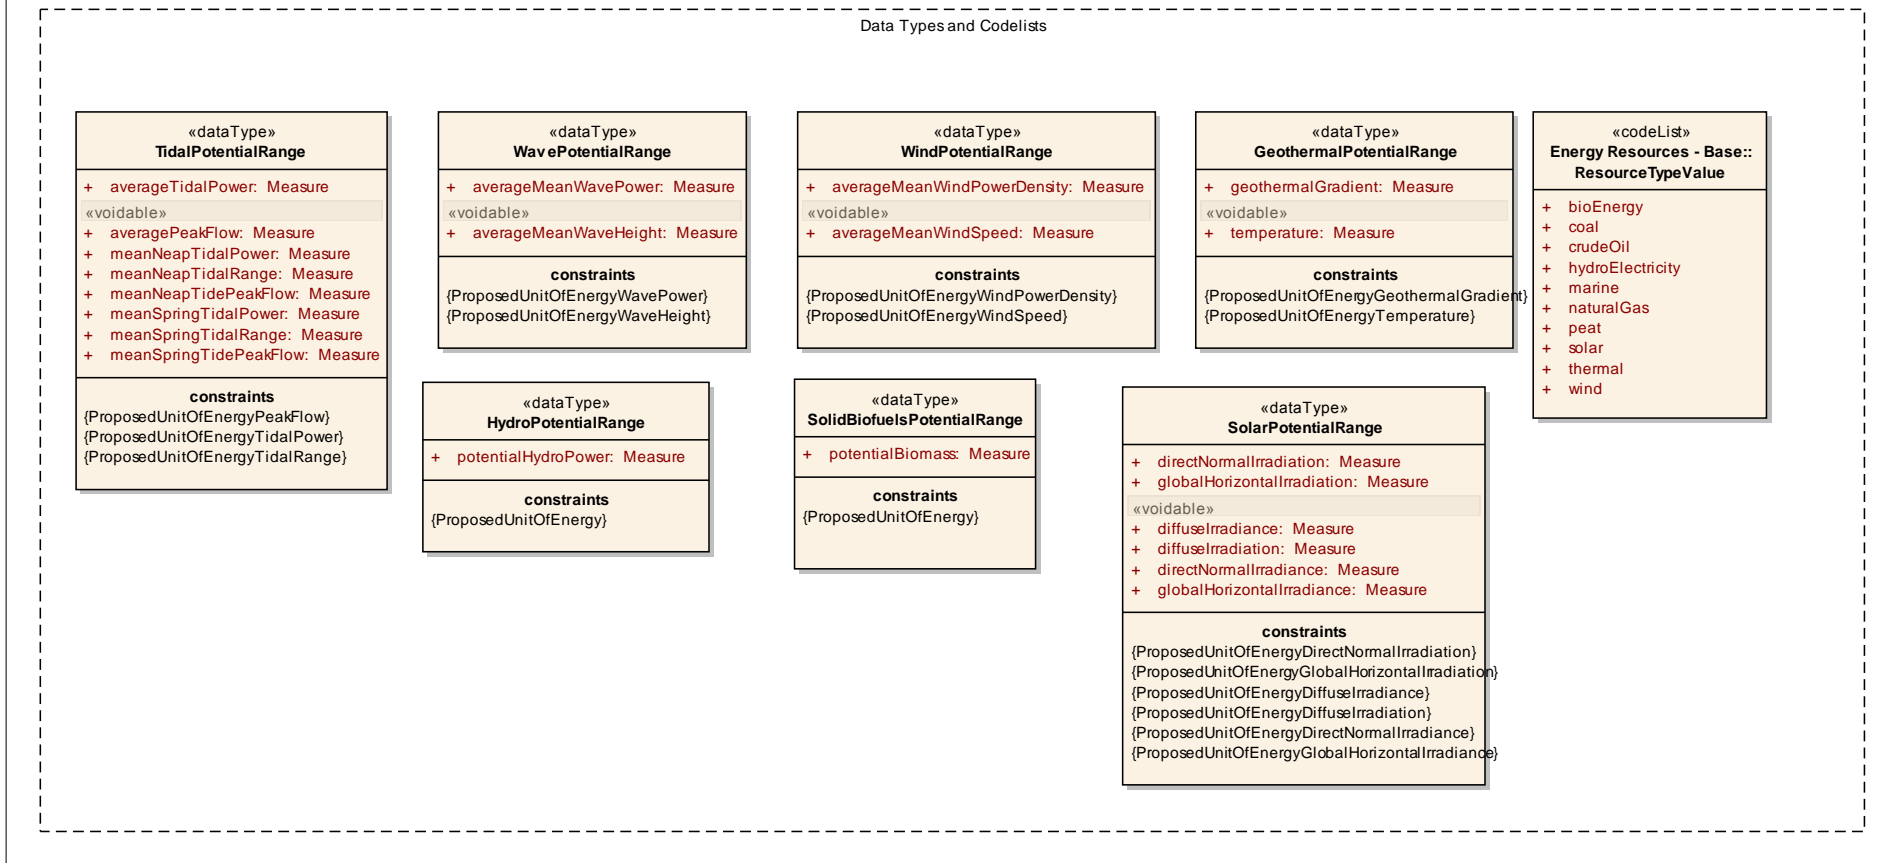 Data Types and Codelists
«dataType»
TidalPotentialRange
+ averageTidalPower: Measure
«voidable»
+ averagePeakFlow: Measure
+ meanNeapTidalPower: Measure
+ meanNeapTidalRange: Measure
+ meanNeapTidePeakFlow: Measure
+ meanSpringTidalPower: Measure
+ meanSpringTidalRange: Measure
+ meanSpringTidePeakFlow: Measure
constraints
{ProposedUnitOfEnergyPeakFlow}
{ProposedUnitOfEnergyTidalPower}
{ProposedUnitOfEnergyTidalRange}
«dataType»
WavePotentialRange
+ averageMeanWavePower: Measure
«voidable»
+ averageMeanWaveHeight: Measure
constraints
{ProposedUnitOfEnergyWavePower}
{ProposedUnitOfEnergyWaveHeight}
«dataType»
WindPotentialRange
+ averageMeanWindPowerDensity: Measure
«voidable»
+ averageMeanWindSpeed: Measure
constraints
{ProposedUnitOfEnergyWindPowerDensity}
{ProposedUnitOfEnergyWindSpeed}
«dataType»
GeothermalPotentialRange
+ geothermalGradient: Measure
«voidable»
+ temperature: Measure
constraints
{ProposedUnitOfEnergyGeothermalGradient}
{ProposedUnitOfEnergyTemperature}
«codeList»
Energy Resources - Base::
ResourceTypeValue
+ bioEnergy
+ coal
+ crudeOil
+ hydroElectricity
+ marine
+ naturalGas
+ peat
+ solar
+ thermal
+ wind
«dataType»
HydroPotentialRange
+ potentialHydroPower: Measure
constraints
{ProposedUnitOfEnergy}
«dataType»
SolidBiofuelsPotentialRange
+ potentialBiomass: Measure
constraints
{ProposedUnitOfEnergy}
«dataType»
SolarPotentialRange
+ directNormalIrradiation: Measure
+ globalHorizontalIrradiation: Measure
«voidable»
+ diffuseIrradiance: Measure
+ diffuseIrradiation: Measure
+ directNormalIrradiance: Measure
+ globalHorizontalIrradiance: Measure
constraints
{ProposedUnitOfEnergyDirectNormalIrradiation}
{ProposedUnitOfEnergyGlobalHorizontalIrradiation}
{ProposedUnitOfEnergyDiffuseIrradiance}
{ProposedUnitOfEnergyDiffuseIrradiation}
{ProposedUnitOfEnergyDirectNormalIrradiance}
{ProposedUnitOfEnergyGlobalHorizontalIrradiance}